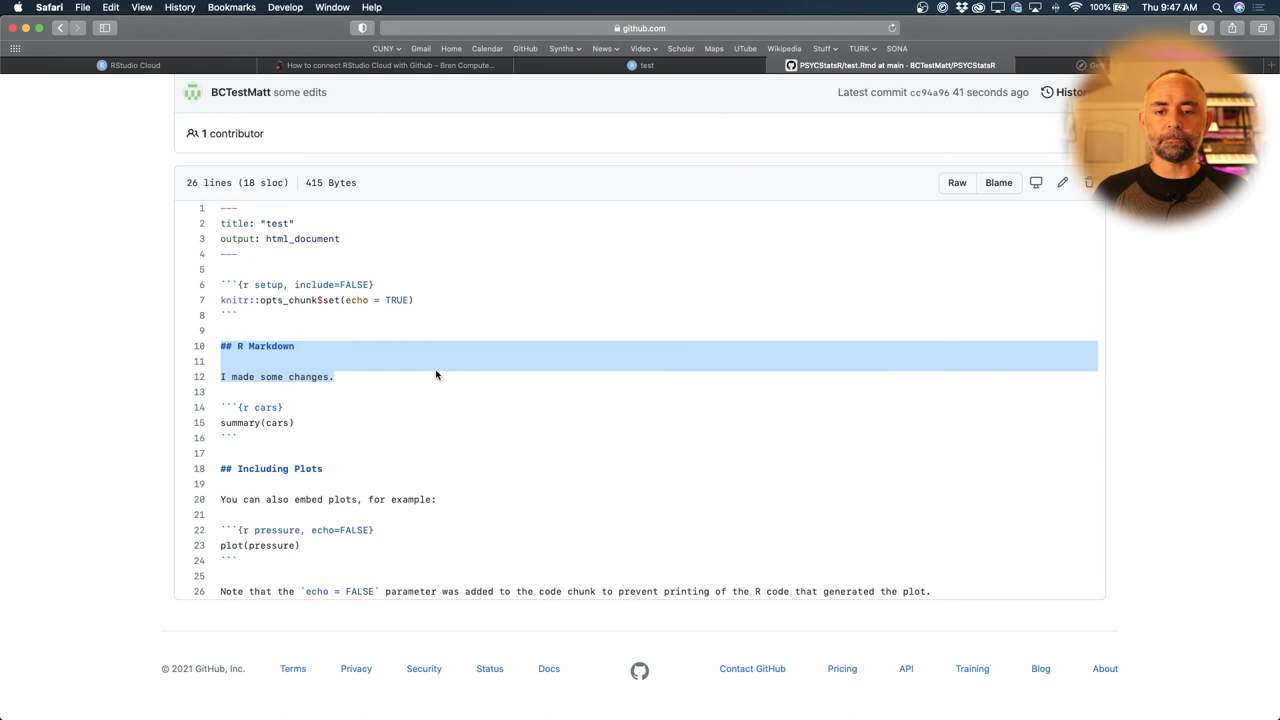 Safari File Edit View History Bookmarks Develop Window Help
100% Thu 9:47 AM
github.com
CUNY Gmail Home Calendar GitHub Synths News Video Scholar Maps UTube Wikipedia Stuff TURK SONA
RStudio Cloud
How to connect RStudio Cloud with Github – Bren Compute...
test
PSYCStatsR/test.Rmd at main · BCTestMatt/PSYCStatsR
BCTestMatt some edits
Latest commit cc94a96 41 seconds ago
1 contributor
26 lines (18 sloc) 415 Bytes
Raw Blame
1 ---
2 title: "test"
3 output: html_document
4 ---
5
6 ```{r setup, include=FALSE}
7 knitr::opts_chunk$set(echo = TRUE)
8 ```
9
10 ## R Markdown
11
12 I made some changes.
13
14 ```{r cars}
15 summary(cars)
16 ```
17
18 ## Including Plots
19
20 You can also embed plots, for example:
21
22 ```{r pressure, echo=FALSE}
23 plot(pressure)
24 ```
25
26 Note that the `echo = FALSE` parameter was added to the code chunk to prevent printing of the R code that generated the plot.
© 2021 GitHub, Inc. Terms Privacy Security Status Docs Contact GitHub Pricing API Training Blog About